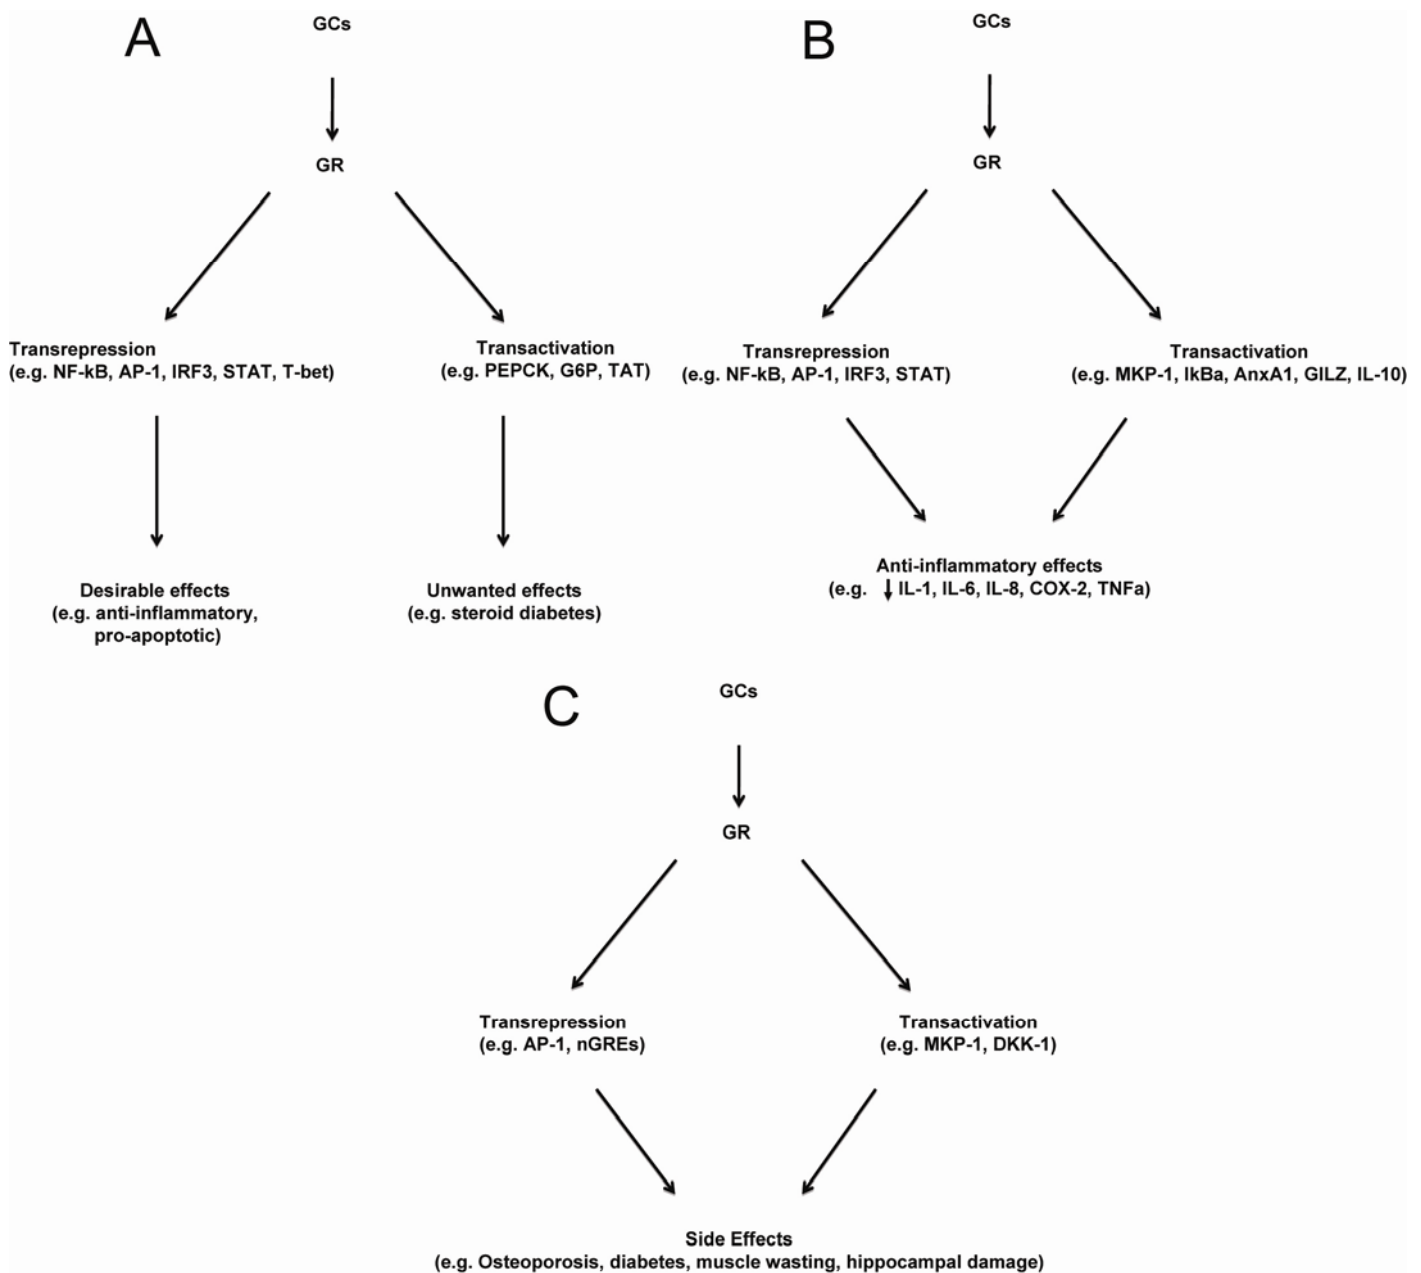 A
GCs
GR
Transrepression
(e.g. NF-kB, AP-1, IRF3, STAT, T-bet)
Transactivation
(e.g. PEPCK, G6P, TAT)
Desirable effects
(e.g. anti-inflammatory,
pro-apoptotic)
Unwanted effects
(e.g. steroid diabetes)
B
GCs
GR
Transrepression
(e.g. NF-kB, AP-1, IRF3, STAT)
Transactivation
(e.g. MKP-1, IkBa, AnxA1, GILZ, IL-10)
Anti-inflammatory effects
(e.g. ↓ IL-1, IL-6, IL-8, COX-2, TNFa)
C
GCs
GR
Transrepression
(e.g. AP-1, nGREs)
Transactivation
(e.g. MKP-1, DKK-1)
Side Effects
(e.g. Osteoporosis, diabetes, muscle wasting, hippocampal damage)